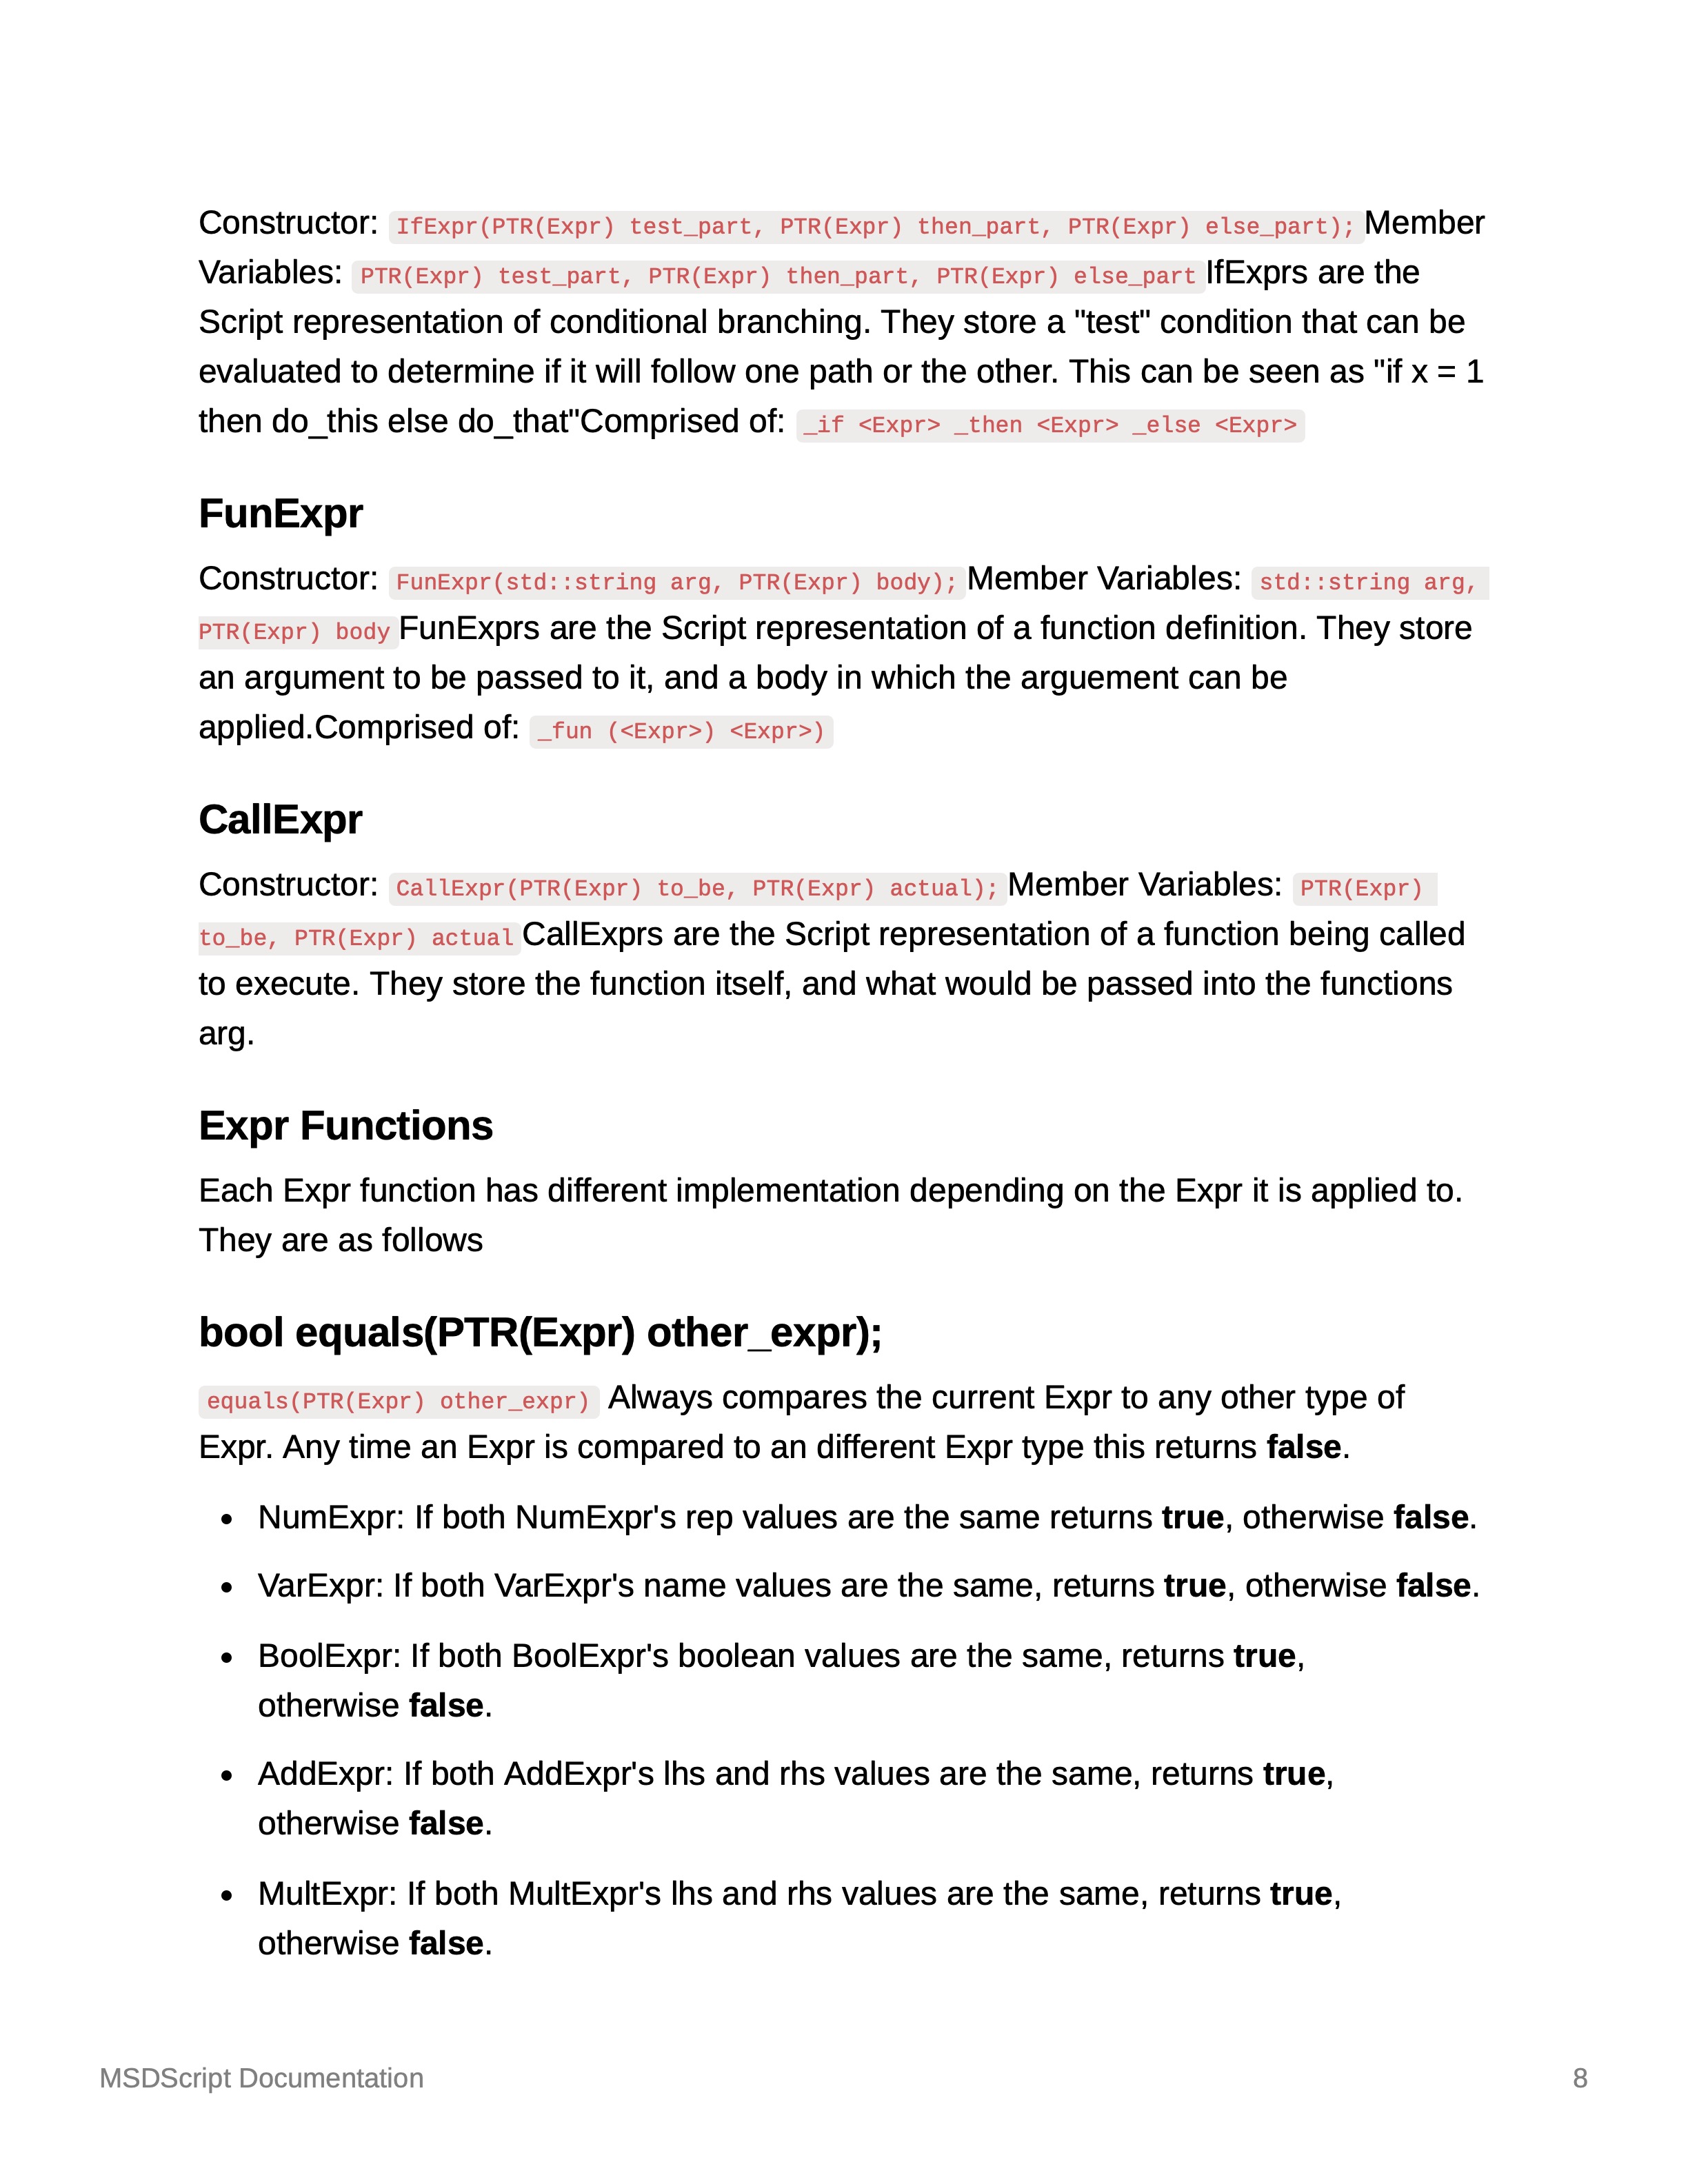 Constructor: IfExpr(PTR(Expr) test_part, PTR(Expr) then_part, PTR(Expr) else_part); Member
Variables: PTR(Expr) test_part, PTR(Expr) then_part, PTR(Expr) else_part IfExprs are the
Script representation of conditional branching. They store a "test" condition that can be
evaluated to determine if it will follow one path or the other. This can be seen as "if x = 1
then do_this else do_that"Comprised of: _if <Expr> _then <Expr> _else <Expr>
FunExpr
Constructor: FunExpr(std::string arg, PTR(Expr) body); Member Variables: std::string arg,
PTR(Expr) body FunExprs are the Script representation of a function definition. They store
an argument to be passed to it, and a body in which the arguement can be
applied.Comprised of: _fun (<Expr>) <Expr>)
CallExpr
Constructor: CallExpr(PTR(Expr) to_be, PTR(Expr) actual); Member Variables: PTR(Expr)
to_be, PTR(Expr) actual CallExprs are the Script representation of a function being called
to execute. They store the function itself, and what would be passed into the functions
arg.
Expr Functions
Each Expr function has different implementation depending on the Expr it is applied to.
They are as follows
bool equals(PTR(Expr) other_expr);
equals(PTR(Expr) other_expr) Always compares the current Expr to any other type of
Expr. Any time an Expr is compared to an different Expr type this returns false.
• NumExpr: If both NumExpr's rep values are the same returns true, otherwise false.
• VarExpr: If both VarExpr's name values are the same, returns true, otherwise false.
• BoolExpr: If both BoolExpr's boolean values are the same, returns true,
otherwise false.
• AddExpr: If both AddExpr's lhs and rhs values are the same, returns true,
otherwise false.
• MultExpr: If both MultExpr's lhs and rhs values are the same, returns true,
otherwise false.
MSDScript Documentation 8